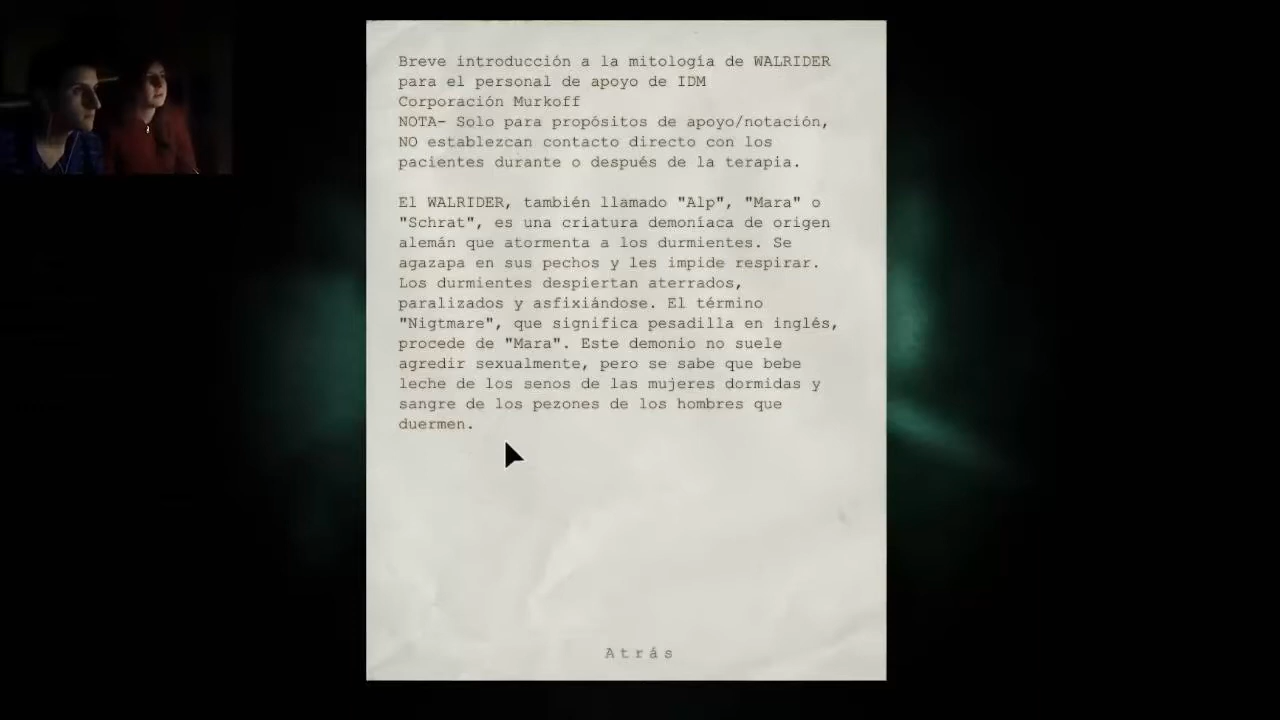 Breve introducción a la mitología de WALRIDER
para el personal de apoyo de IDM
Corporación Murkoff
NOTA- Solo para propósitos de apoyo/notación,
NO establezcan contacto directo con los
pacientes durante o después de la terapia.
El WALRIDER, también llamado "Alp", "Mara" o
"Schrat", es una criatura demoníaca de origen
alemán que atormenta a los durmientes. Se
agazapa en sus pechos y les impide respirar.
Los durmientes despiertan aterrados,
paralizados y asfixiándose. El término
"Nigtmare", que significa pesadilla en inglés,
procede de "Mara". Este demonio no suele
agredir sexualmente, pero se sabe que bebe
leche de los senos de las mujeres dormidas y
sangre de los pezones de los hombres que
duermen.
Atrás